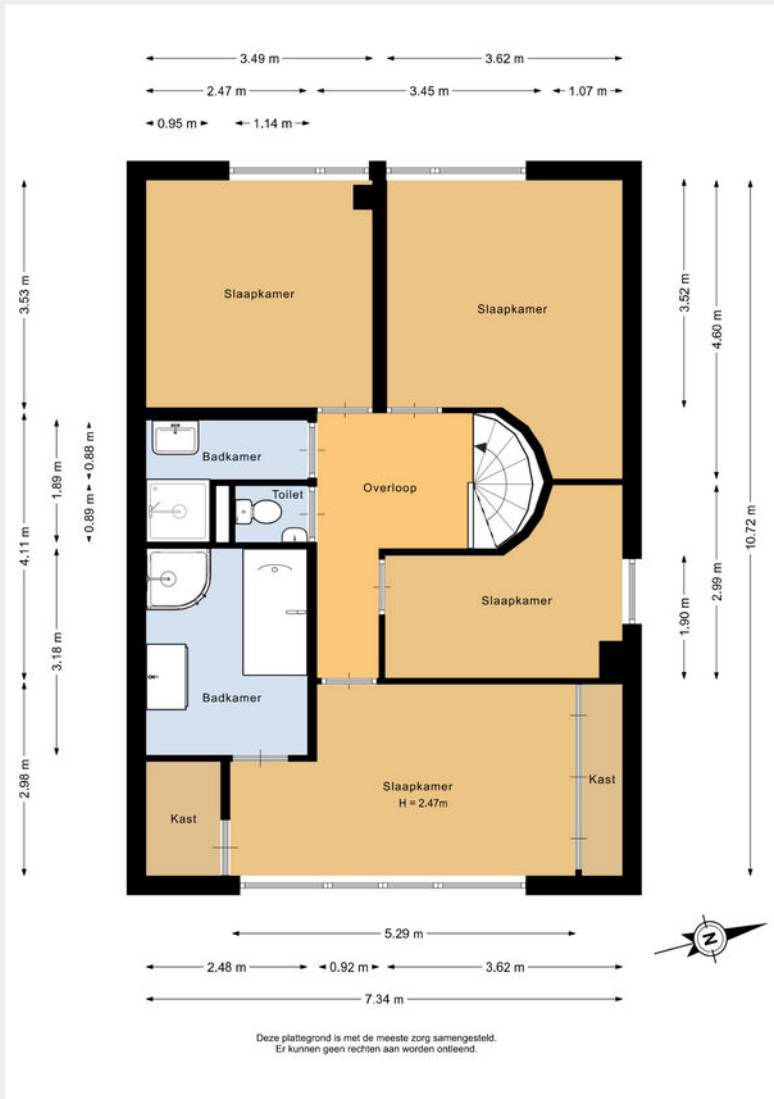 3.49 m
3.62 m
2.47 m
3.45 m
1.07 m
0.95 m
1.14 m
3.53 m
4.11 m
2.98 m
1.89 m
3.18 m
0.88 m
0.89 m
3.52 m
1.90 m
4.60 m
2.99 m
10.72 m
Slaapkamer
Slaapkamer
Badkamer
Toilet
Overloop
Slaapkamer
Badkamer
Slaapkamer
H = 2.47m
Kast
Kast
N
5.29 m
2.48 m
0.92 m
3.62 m
7.34 m
Deze plattegrond is met de meeste zorg samengesteld.
Er kunnen geen rechten aan worden ontleend.